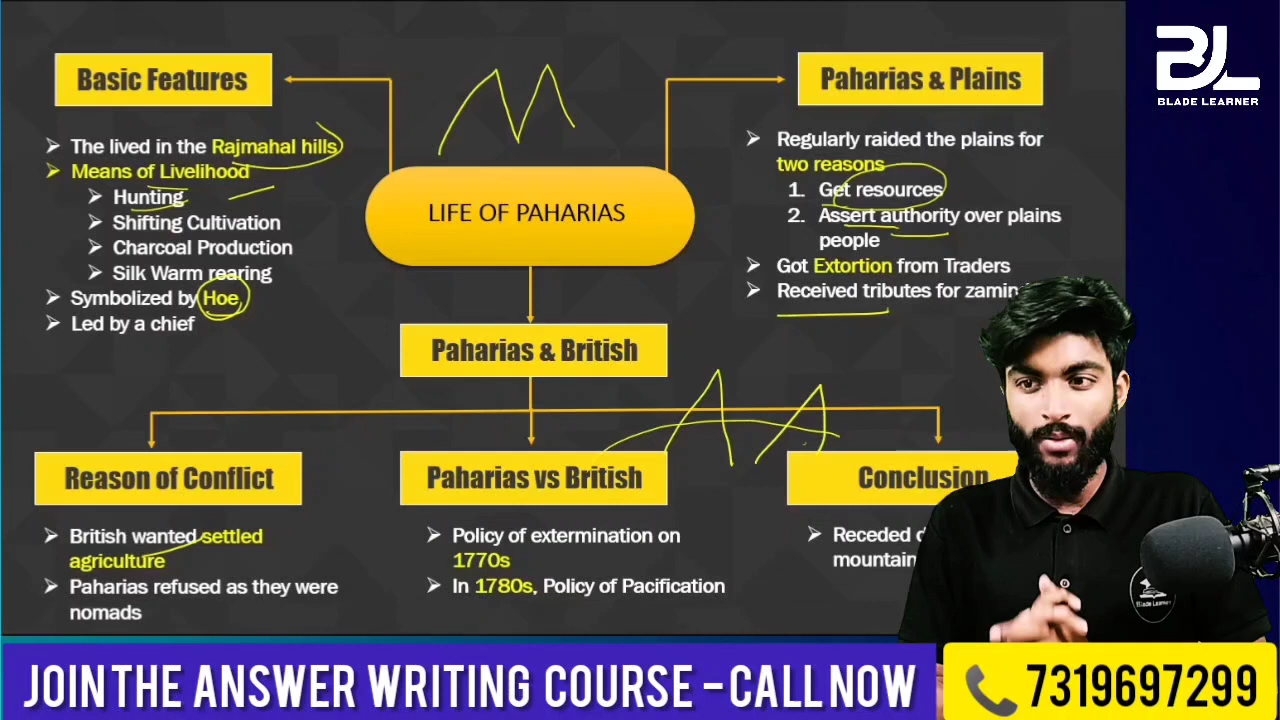 BL
BLADE LEARNER
Basic Features
The lived in the Rajmahal hills
Means of Livelihood
Hunting
Shifting Cultivation
Charcoal Production
Silk Warm rearing
Symbolized by Hoe
Led by a chief
LIFE OF PAHARIAS
Paharias & Plains
Regularly raided the plains for
two reasons
1. Get resources
2. Assert authority over plains
people
Got Extortion from Traders
Received tributes for
Paharias & British
Reason of Conflict
British wanted settled
agriculture
Paharias refused as they were
nomads
Paharias vs British
Policy of extermination on
1770s
In 1780s, Policy of Pacification
Conclusion
Receded
Blade Learner
JOIN THE ANSWER WRITING COURSE - CALL NOW
7319697299